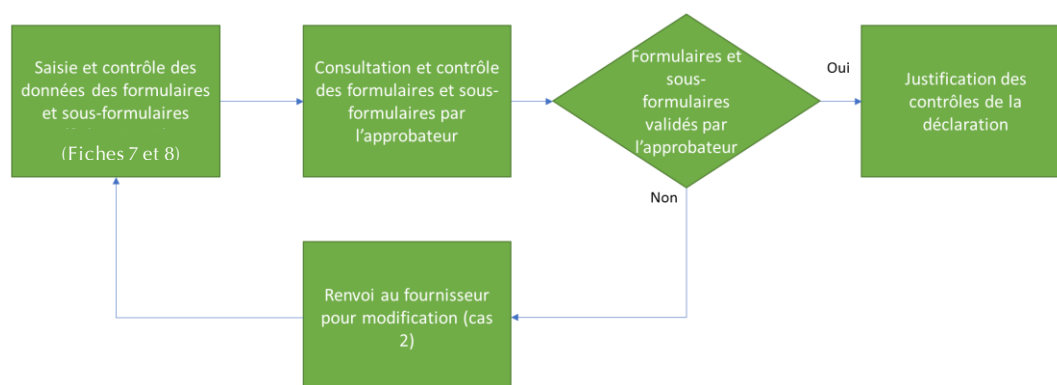 Saisie et contrôle des
données des formulaires
et sous-formulaires
(Fiches 7 et 8)
Consultation et contrôle
des formulaires et sous-
formulaires par
l'approbateur
Formulaires et
sous-
formulaires
validés par
l'approbateur
Oui
Justification des
contrôles de la
déclaration
Non
Renvoi au fournisseur
pour modification (cas
2)